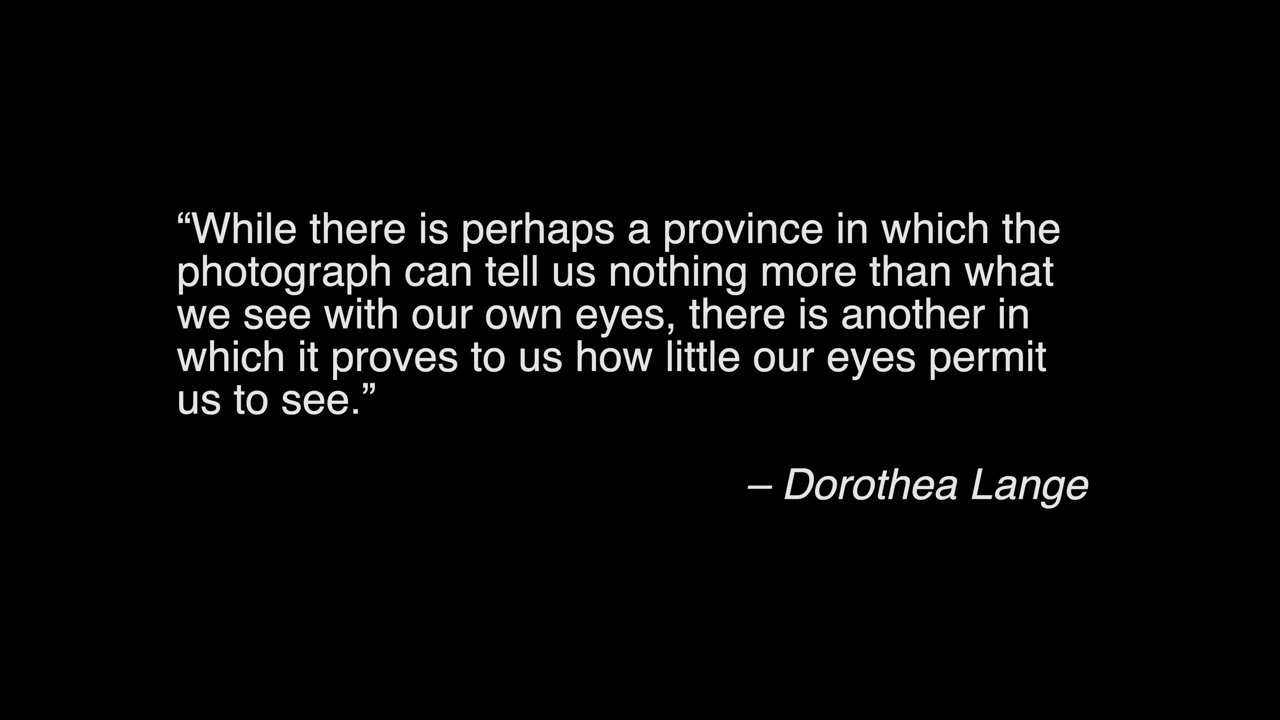 “While there is perhaps a province in which the
photograph can tell us nothing more than what
we see with our own eyes, there is another in
which it proves to us how little our eyes permit
us to see.”
– Dorothea Lange